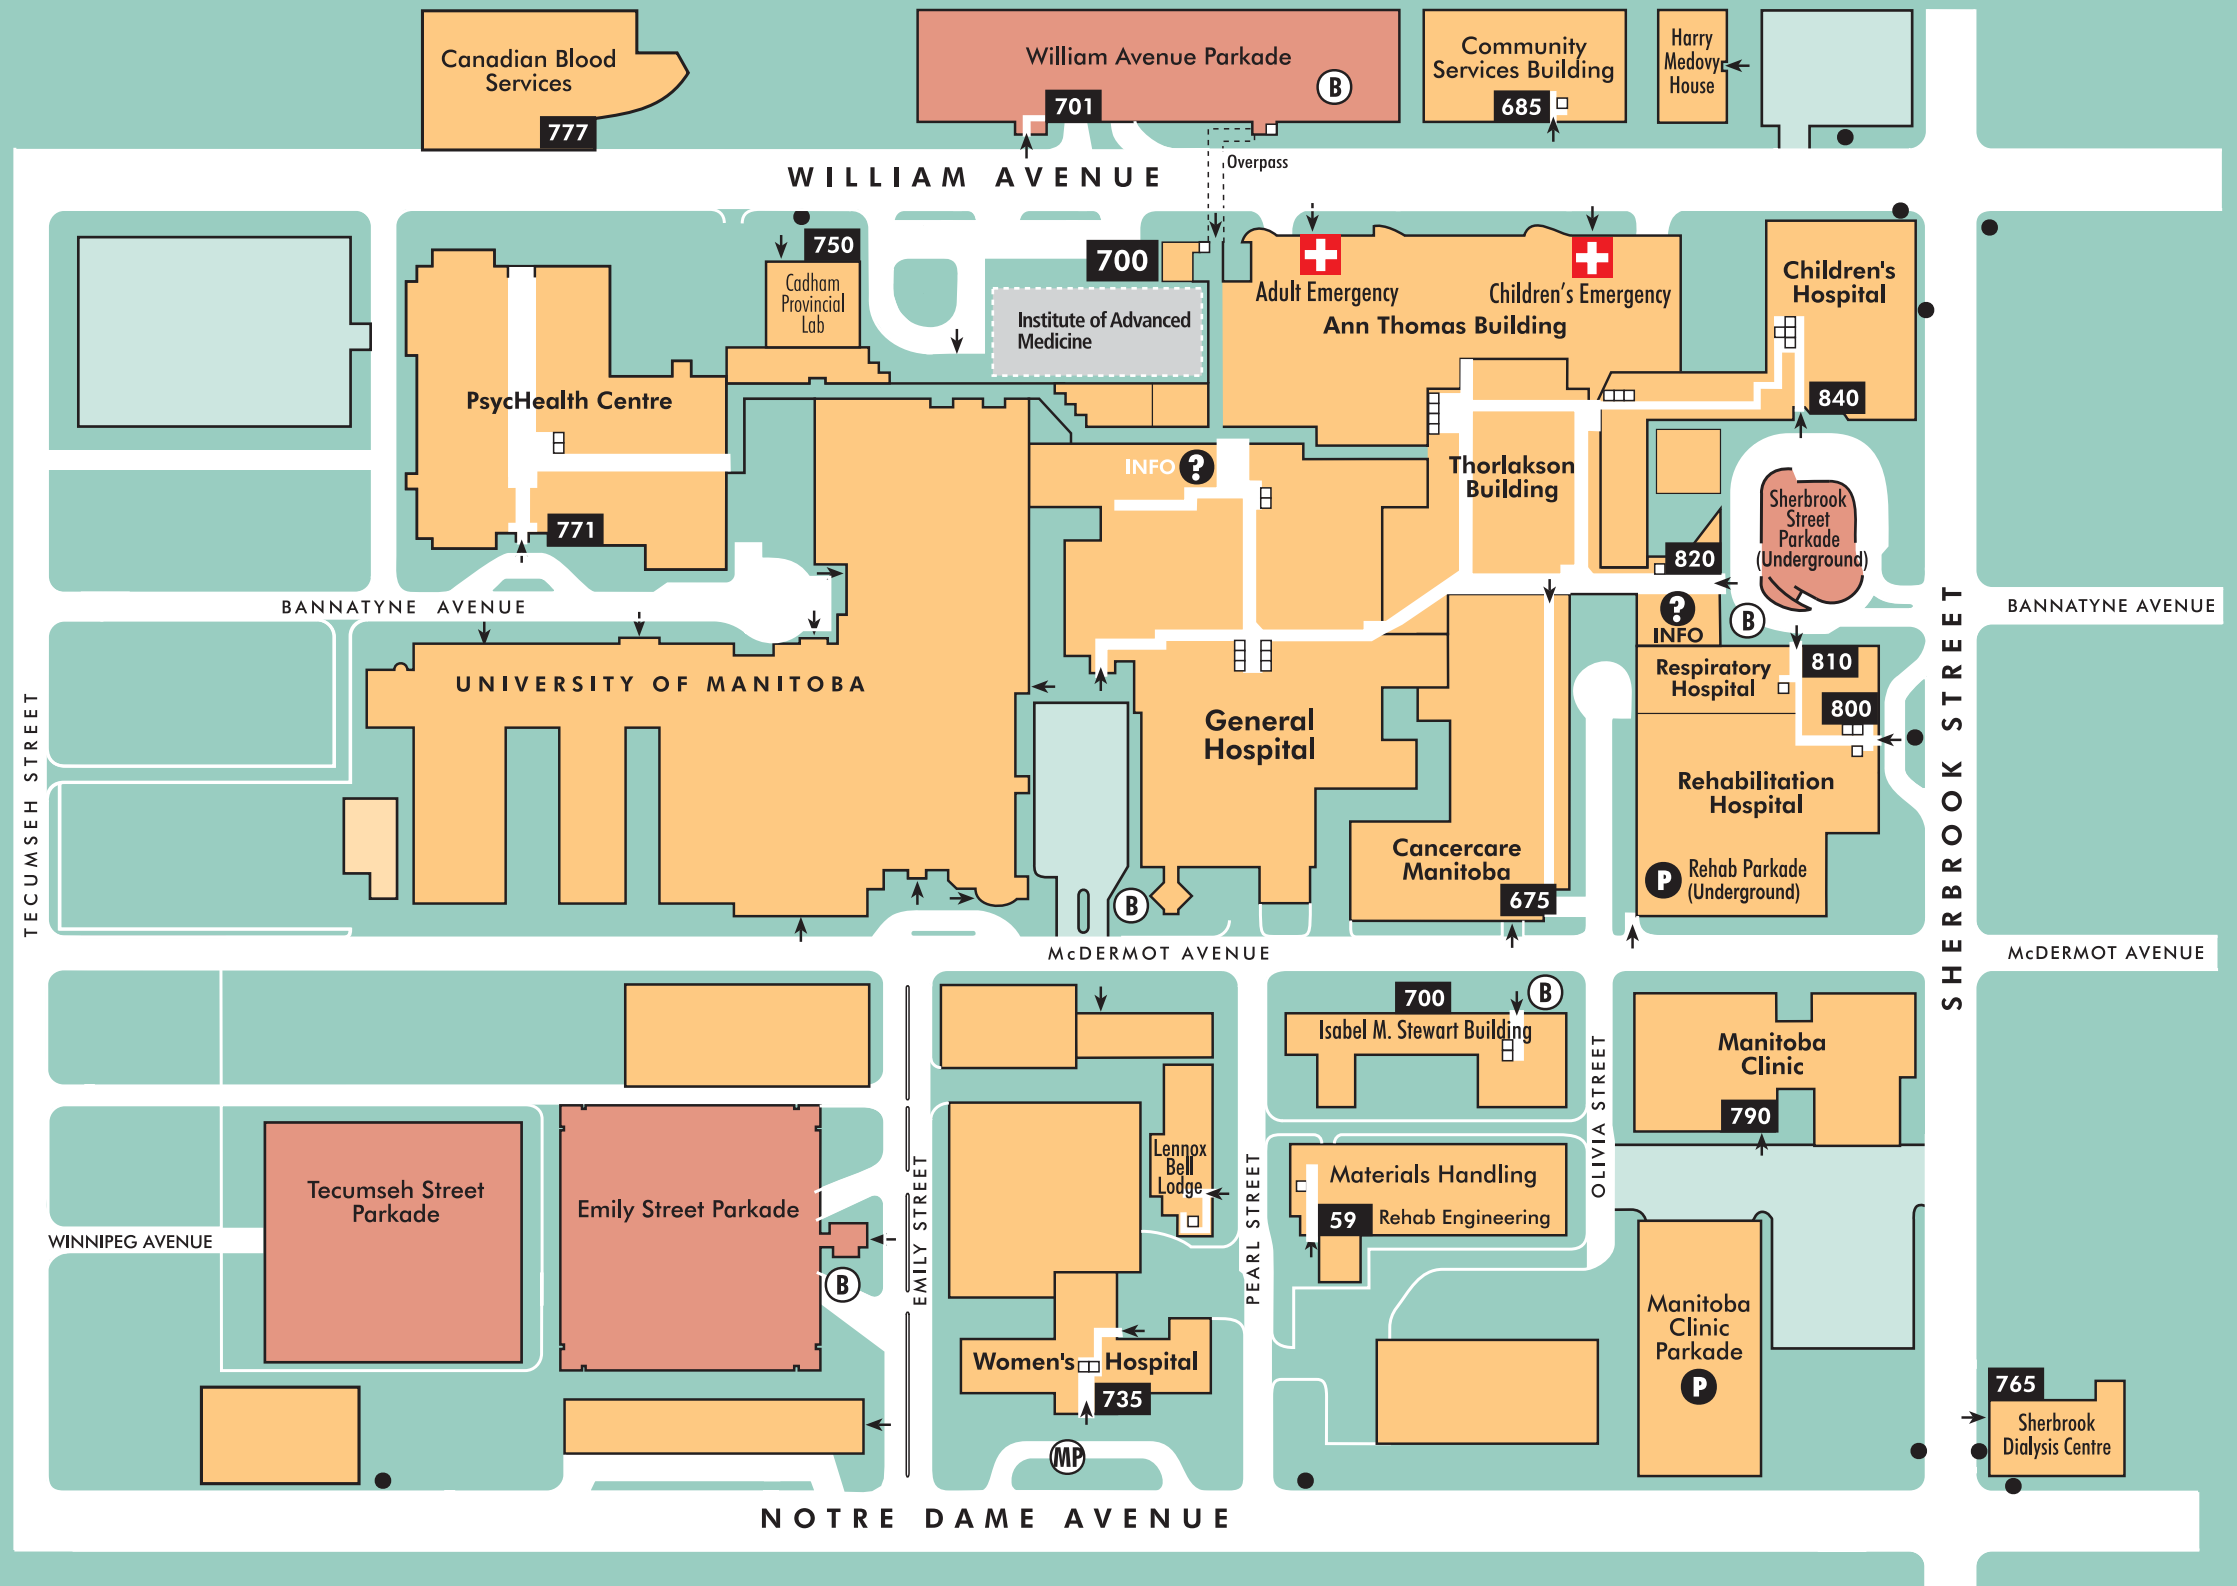 Canadian Blood
Services
777
William Avenue Parkade
B
701
Community
Services Building
685
Harry
Medovy
House
WILLIAM AVENUE
Overpass
750
Cadham
Provincial
Lab
700
Institute of Advanced
Medicine
Adult Emergency
Children's Emergency
Ann Thomas Building
Children's
Hospital
840
PsycHealth Centre
771
INFO ?
Thorlakson
Building
820
Sherbrook
Street
Parkade
(Underground)
BANNATYNE AVENUE
?
INFO
B
BANNATYNE AVENUE
UNIVERSITY OF MANITOBA
Respiratory
Hospital
810
800
General
Hospital
Rehabilitation
Hospital
TECUMSEH STREET
SHERBROOK STREET
Cancercare
Manitoba
675
P
Rehab Parkade
(Underground)
B
McDERMOT AVENUE
McDERMOT AVENUE
700
B
Isabel M. Stewart Building
Manitoba
Clinic
790
OLIVIA STREET
Lennox
Bell
Lodge
Tecumseh Street
Parkade
Emily Street Parkade
EMILY STREET
PEARL STREET
Materials Handling
59
Rehab Engineering
WINNIPEG AVENUE
B
Manitoba
Clinic
Parkade
P
Women's Hospital
735
MP
765
Sherbrook
Dialysis Centre
NOTRE DAME AVENUE